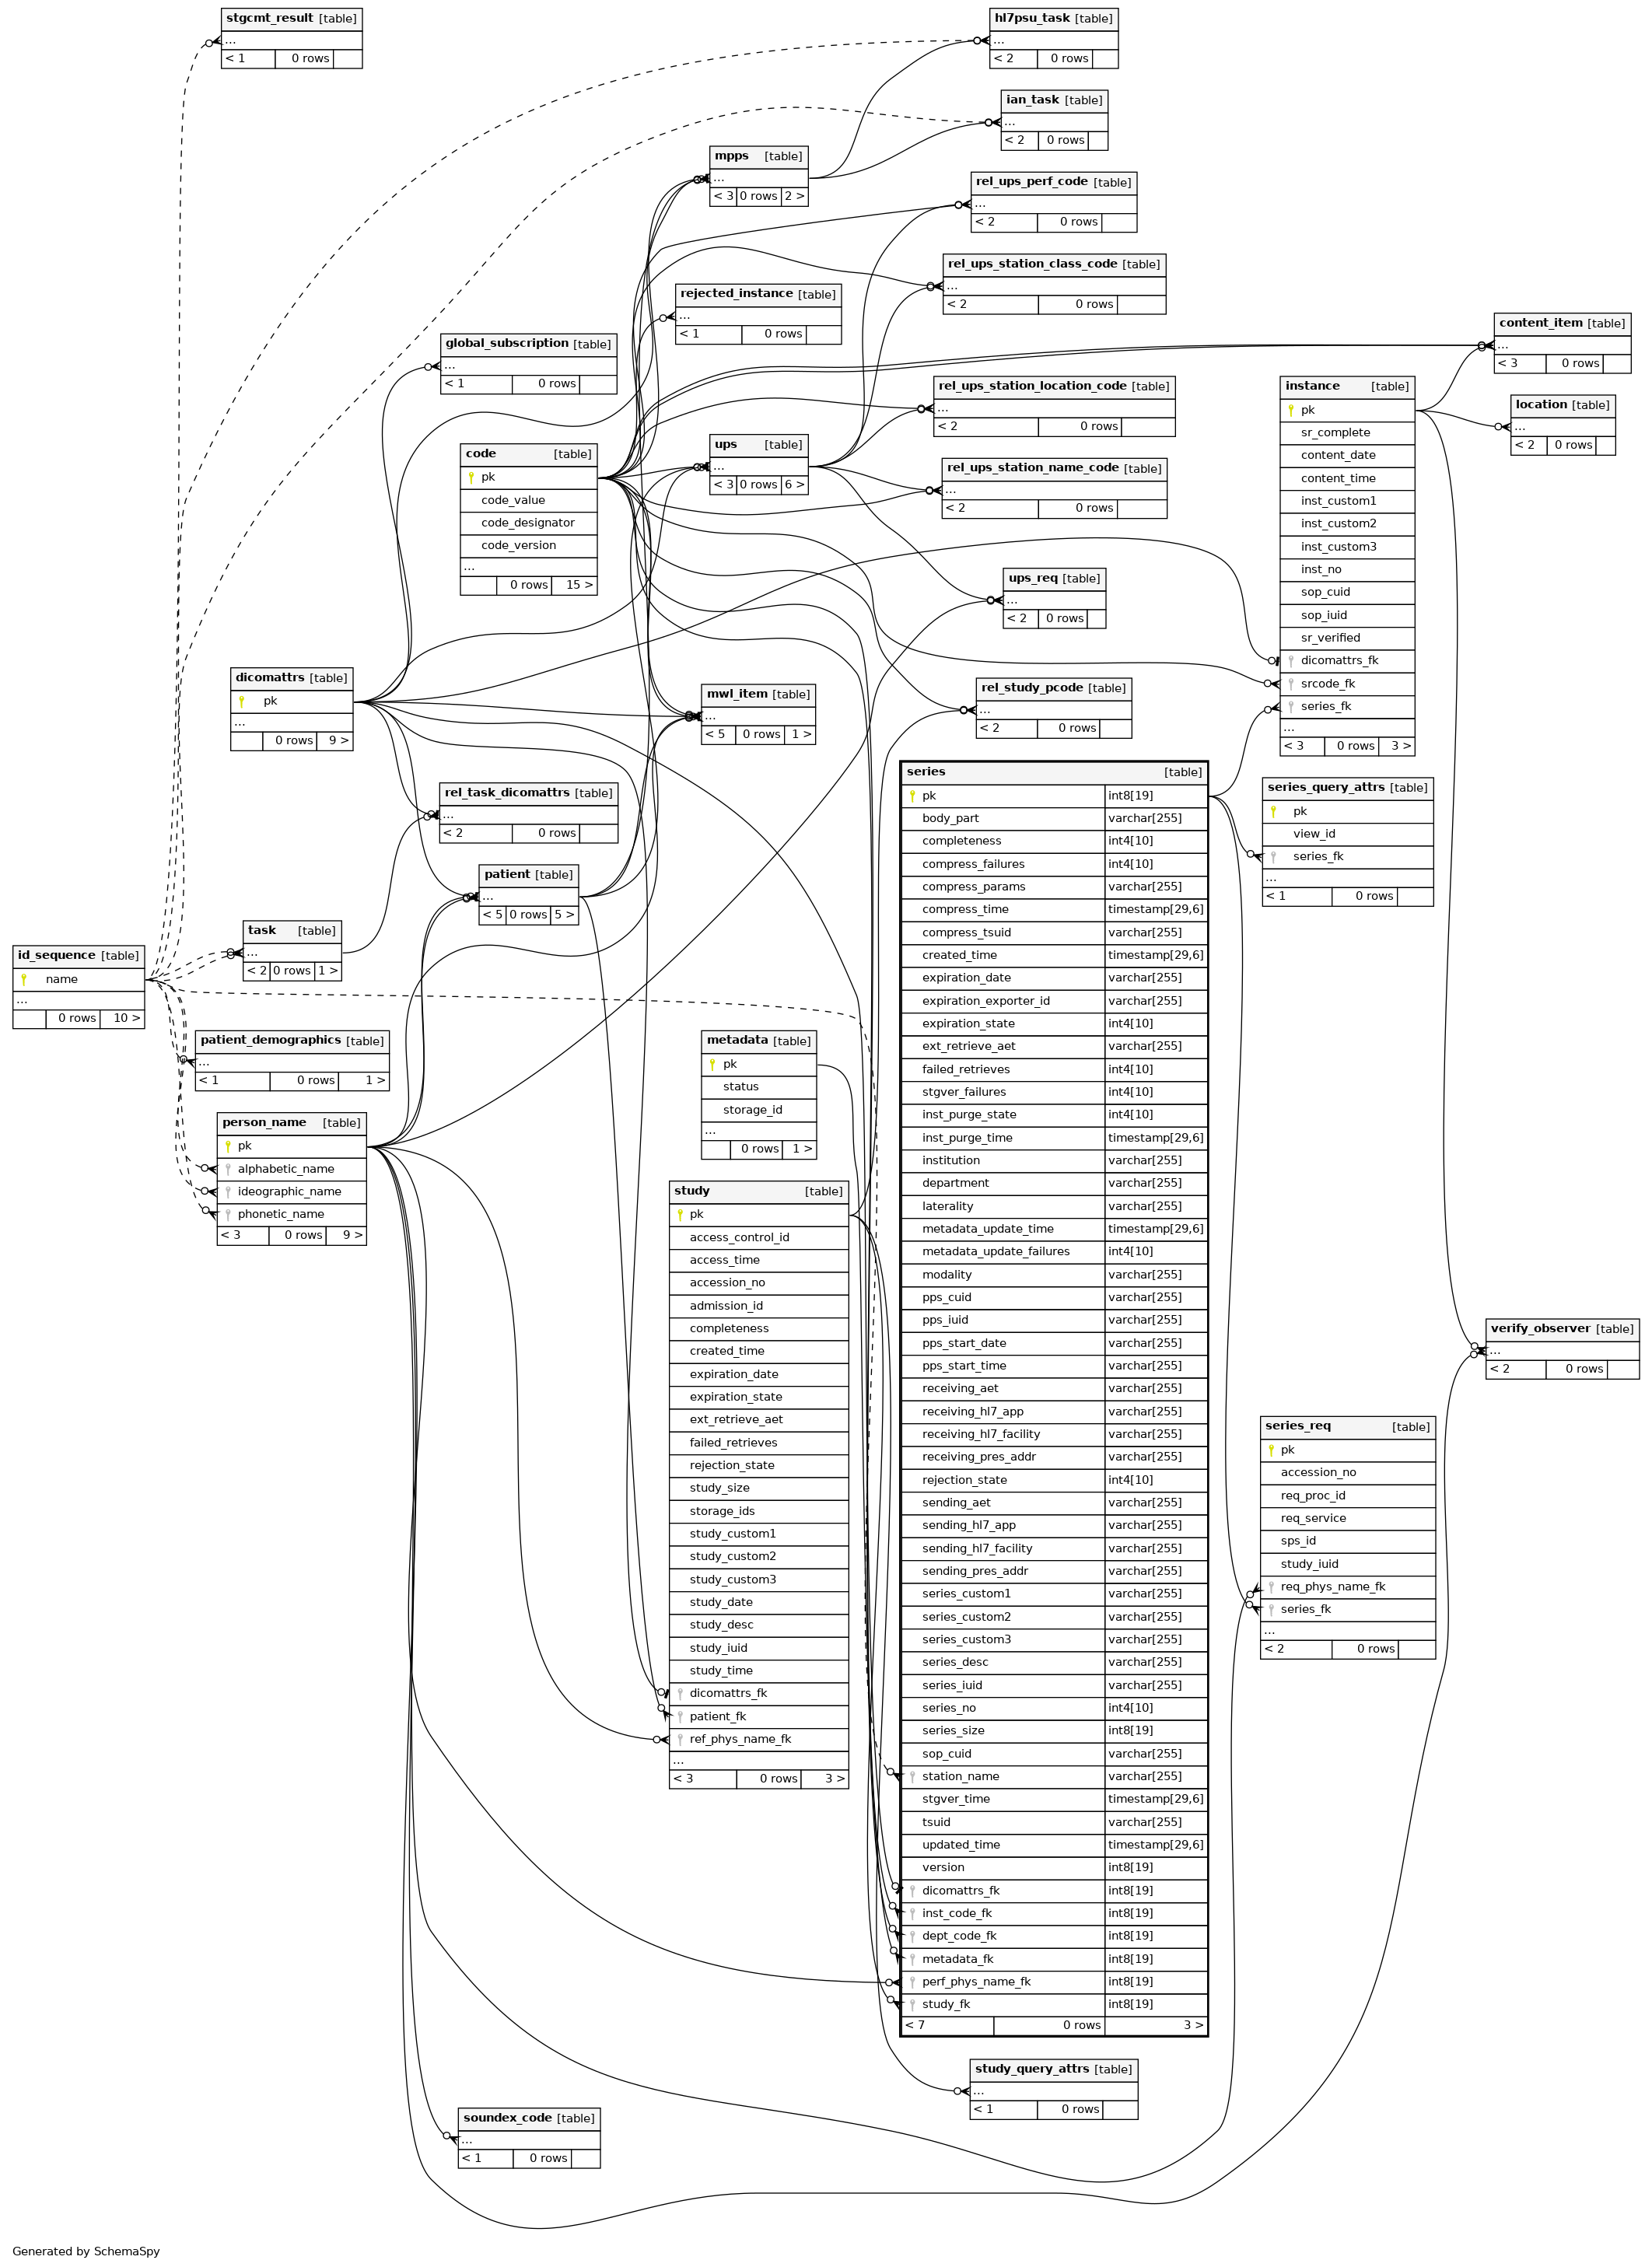 stgcmt_result [table]
...
< 1 0 rows
hl7psu_task [table]
...
< 2 0 rows
ian_task [table]
...
< 2 0 rows
mpps [table]
...
< 3 0 rows 2 >
rel_ups_perf_code [table]
...
< 2 0 rows
rel_ups_station_class_code [table]
...
< 2 0 rows
rejected_instance [table]
...
< 1 0 rows
content_item [table]
...
< 3 0 rows
global_subscription [table]
...
< 1 0 rows
rel_ups_station_location_code [table]
...
< 2 0 rows
instance [table]
pk
sr_complete
content_date
content_time
inst_custom1
inst_custom2
inst_custom3
inst_no
sop_cuid
sop_iuid
sr_verified
dicomattrs_fk
srcode_fk
series_fk
...
< 3 0 rows 3 >
location [table]
...
< 2 0 rows
code [table]
pk
code_value
code_designator
code_version
...
0 rows 15 >
ups [table]
...
< 3 0 rows 6 >
rel_ups_station_name_code [table]
...
< 2 0 rows
ups_req [table]
...
< 2 0 rows
dicomattrs [table]
pk
...
0 rows 9 >
mwl_item [table]
...
< 5 0 rows 1 >
rel_study_pcode [table]
...
< 2 0 rows
series [table]
pk int8[19]
body_part varchar[255]
completeness int4[10]
compress_failures int4[10]
compress_params varchar[255]
compress_time timestamp[29,6]
compress_tsuid varchar[255]
created_time timestamp[29,6]
expiration_date varchar[255]
expiration_exporter_id varchar[255]
expiration_state int4[10]
ext_retrieve_aet varchar[255]
failed_retrieves int4[10]
stgver_failures int4[10]
inst_purge_state int4[10]
inst_purge_time timestamp[29,6]
institution varchar[255]
department varchar[255]
laterality varchar[255]
metadata_update_time timestamp[29,6]
metadata_update_failures int4[10]
modality varchar[255]
pps_cuid varchar[255]
pps_iuid varchar[255]
pps_start_date varchar[255]
pps_start_time varchar[255]
receiving_aet varchar[255]
receiving_hl7_app varchar[255]
receiving_hl7_facility varchar[255]
receiving_pres_addr varchar[255]
rejection_state int4[10]
sending_aet varchar[255]
sending_hl7_app varchar[255]
sending_hl7_facility varchar[255]
sending_pres_addr varchar[255]
series_custom1 varchar[255]
series_custom2 varchar[255]
series_custom3 varchar[255]
series_desc varchar[255]
series_iuid varchar[255]
series_no int4[10]
series_size int8[19]
sop_cuid varchar[255]
station_name varchar[255]
stgver_time timestamp[29,6]
tsuid varchar[255]
updated_time timestamp[29,6]
version int8[19]
dicomattrs_fk int8[19]
inst_code_fk int8[19]
dept_code_fk int8[19]
metadata_fk int8[19]
perf_phys_name_fk int8[19]
study_fk int8[19]
< 7 0 rows 3 >
series_query_attrs [table]
pk
view_id
series_fk
...
< 1 0 rows
rel_task_dicomattrs [table]
...
< 2 0 rows
patient [table]
...
< 5 0 rows 5 >
task [table]
...
< 2 0 rows 1 >
id_sequence [table]
name
...
0 rows 10 >
patient_demographics [table]
...
< 1 0 rows 1 >
metadata [table]
pk
status
storage_id
...
0 rows 1 >
person_name [table]
pk
alphabetic_name
ideographic_name
phonetic_name
< 3 0 rows 9 >
study [table]
pk
access_control_id
access_time
accession_no
admission_id
completeness
created_time
expiration_date
expiration_state
ext_retrieve_aet
failed_retrieves
rejection_state
study_size
storage_ids
study_custom1
study_custom2
study_custom3
study_date
study_desc
study_iuid
study_time
dicomattrs_fk
patient_fk
ref_phys_name_fk
...
< 3 0 rows 3 >
verify_observer [table]
...
< 2 0 rows
series_req [table]
pk
accession_no
req_proc_id
req_service
sps_id
study_iuid
req_phys_name_fk
series_fk
...
< 2 0 rows
study_query_attrs [table]
...
< 1 0 rows
soundex_code [table]
...
< 1 0 rows
Generated by SchemaSpy